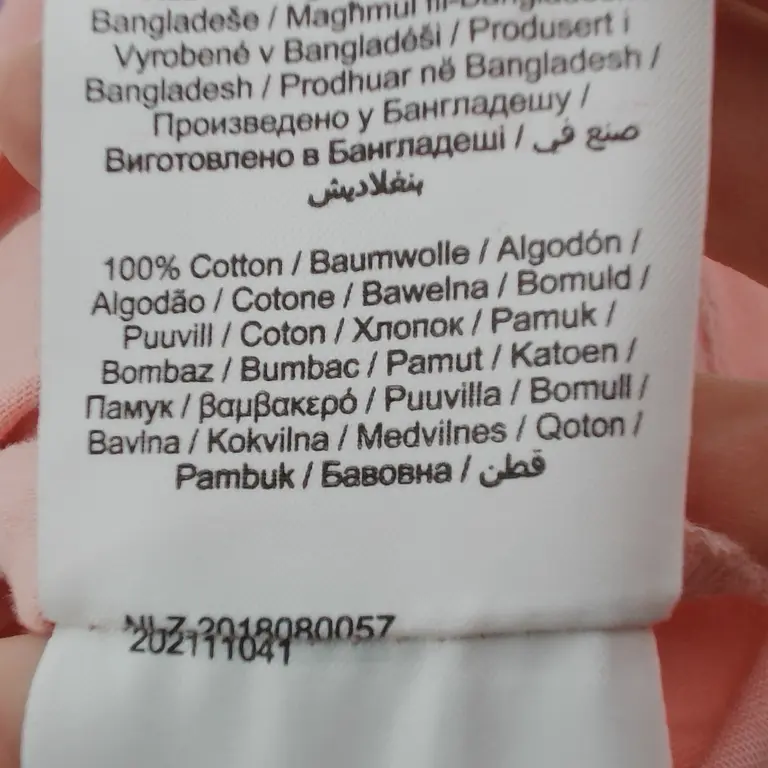 Bangladeše / Magħmul fil-Bangladesh
Vyrobené v Bangladéši / Produsert i
Bangladesh / Prodhuar në Bangladesh /
Произведено у Бангладешу /
Виготовлено в Бангладеші / صنع في
بنغلاديش
100% Cotton / Baumwolle / Algodón /
Algodão / Cotone / Bawełna / Bomuld /
Puuvill / Coton / Хлопок / Pamuk /
Bombaz / Bumbac / Pamut / Katoen /
Памук / βαμβακερό / Puuvilla / Bomull /
Bavlna / Kokvilna / Medvilnes / Qoton /
Pambuk / Бавовна / قطن
NLZ 2018080057
202111041